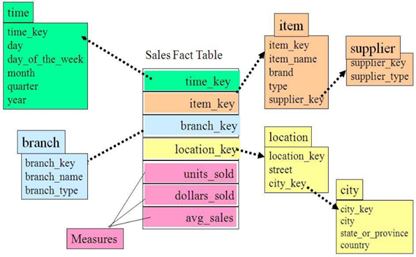 time
time_key
day
day_of_the_week
month
quarter
year
Sales Fact Table
time_key
item_key
branch_key
location_key
units_sold
dollars_sold
avg_sales
Measures
branch
branch_key
branch_name
branch_type
item
item_key
item_name
brand
type
supplier_key
supplier
supplier_key
supplier_type
location
location_key
street
city_key
city
city_key
city
state_or_province
country